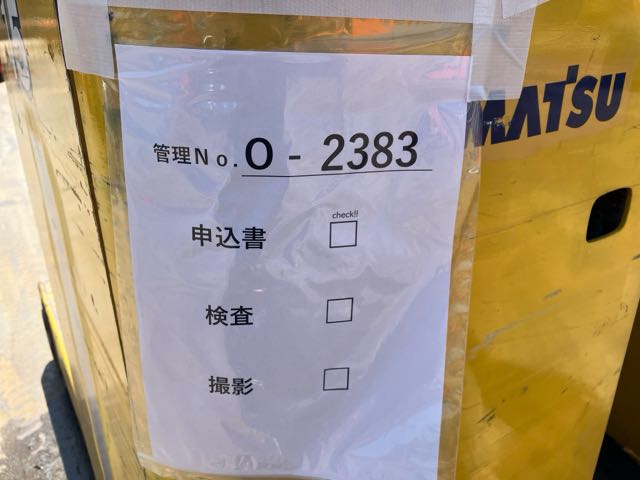 管理No.O-2383
check!!
申込書 □
検査 □
撮影 □
MATSU